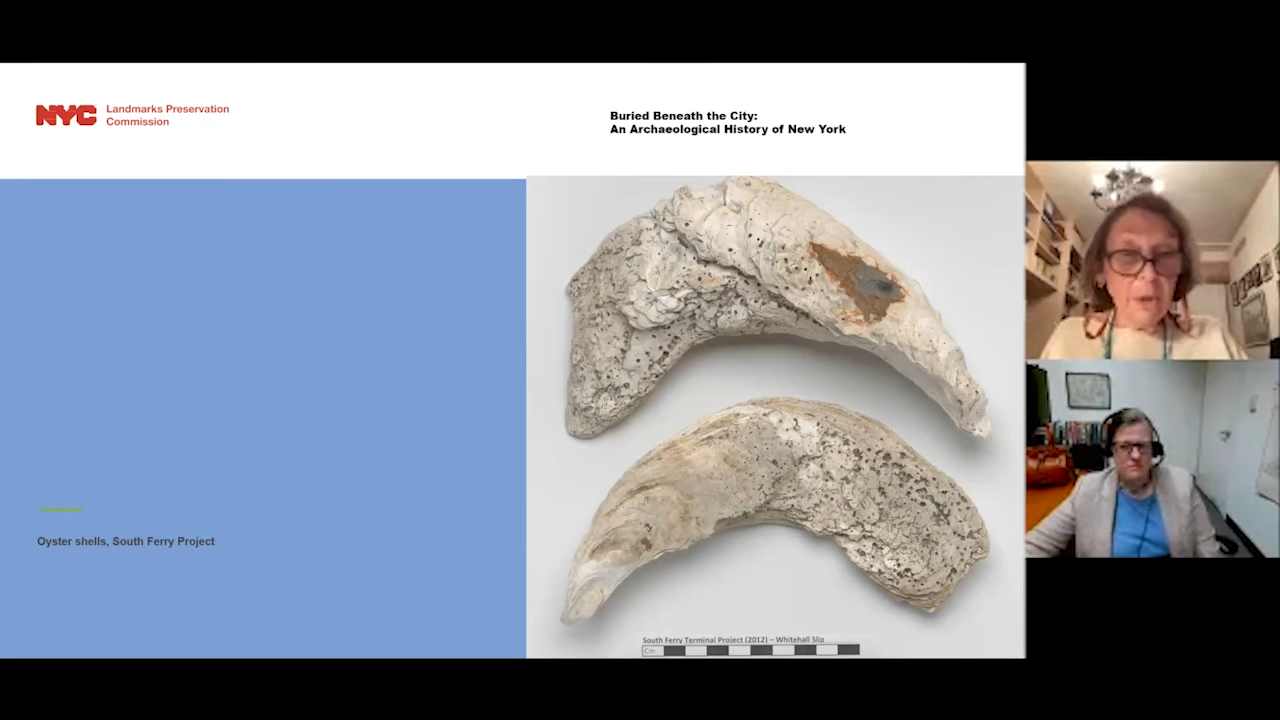 NYC
Landmarks Preservation
Commission
Buried Beneath the City:
An Archaeological History of New York
Oyster shells, South Ferry Project
South Ferry Terminal Project (2012) – Whitehall Slip
Cm